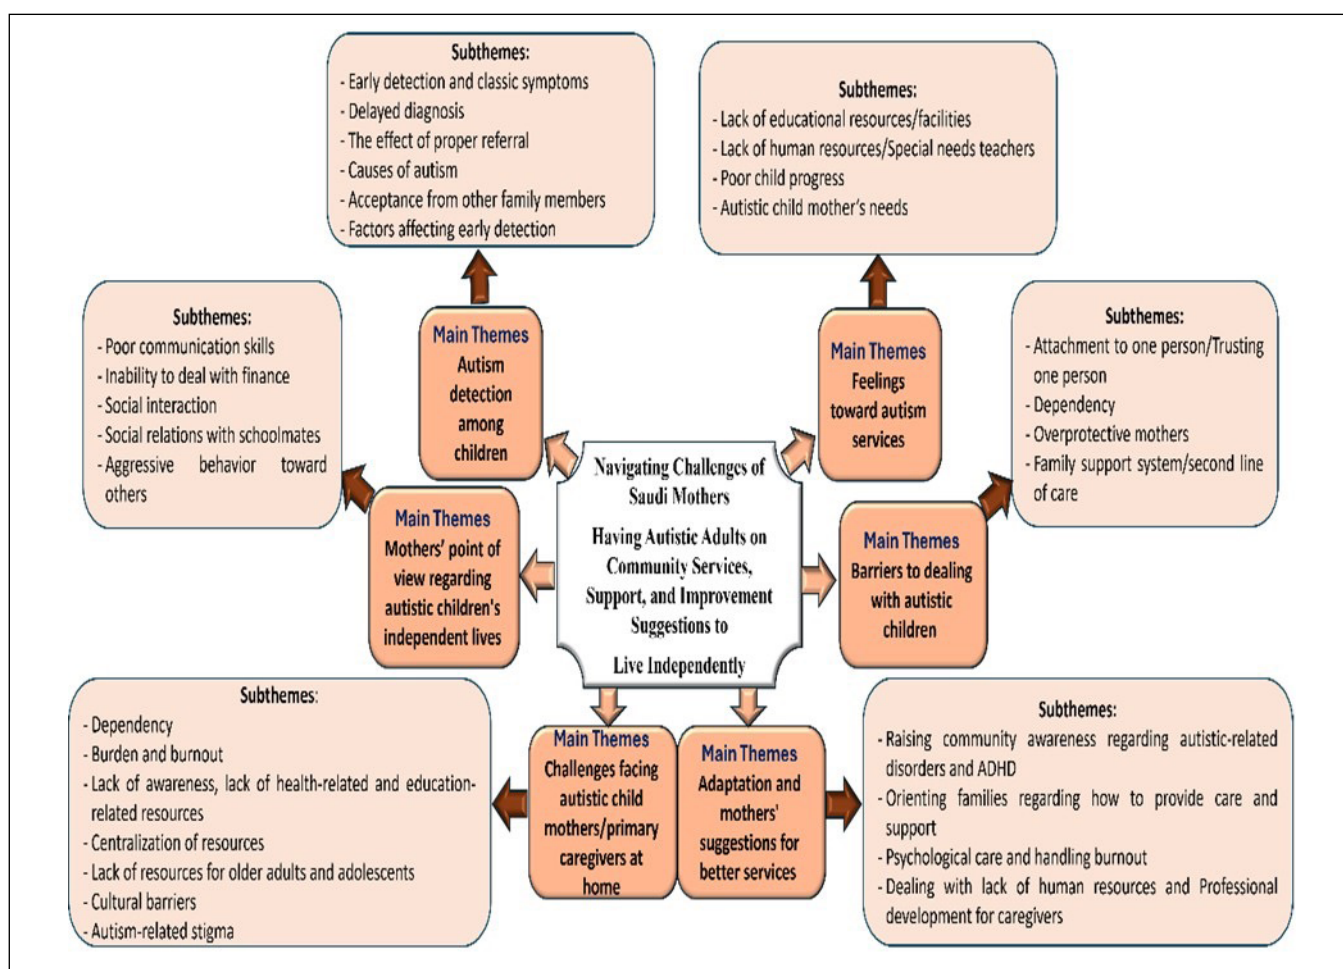 Subthemes:
- Early detection and classic symptoms
- Delayed diagnosis
- The effect of proper referral
- Causes of autism
- Acceptance from other family members
- Factors affecting early detection
Subthemes:
- Lack of educational resources/facilities
- Lack of human resources/Special needs teachers
- Poor child progress
- Autistic child mother's needs
Subthemes:
- Poor communication skills
- Inability to deal with finance
- Social interaction
- Social relations with schoolmates
- Aggressive behavior toward
others
Main Themes
Autism
detection
among
children
Main Themes
Feelings
toward autism
services
Subthemes:
- Attachment to one person/Trusting
one person
- Dependency
- Overprotective mothers
- Family support system/second line
of care
Navigating Challenges of
Saudi Mothers
Having Autistic Adults on
Community Services,
Support, and Improvement
Suggestions to
Live Independently
Main Themes
Mothers' point of
view regarding
autistic children's
independent lives
Main Themes
Barriers to dealing
with autistic
children
Subthemes:
- Dependency
- Burden and burnout
- Lack of awareness, lack of health-related and education-
related resources
- Centralization of resources
- Lack of resources for older adults and adolescents
- Cultural barriers
- Autism-related stigma
Main Themes
Challenges facing
autistic child
mothers/primary
caregivers at
home
Main Themes
Adaptation and
mothers'
suggestions for
better services
Subthemes:
- Raising community awareness regarding autistic-related
disorders and ADHD
- Orienting families regarding how to provide care and
support
- Psychological care and handling burnout
- Dealing with lack of human resources and Professional
development for caregivers